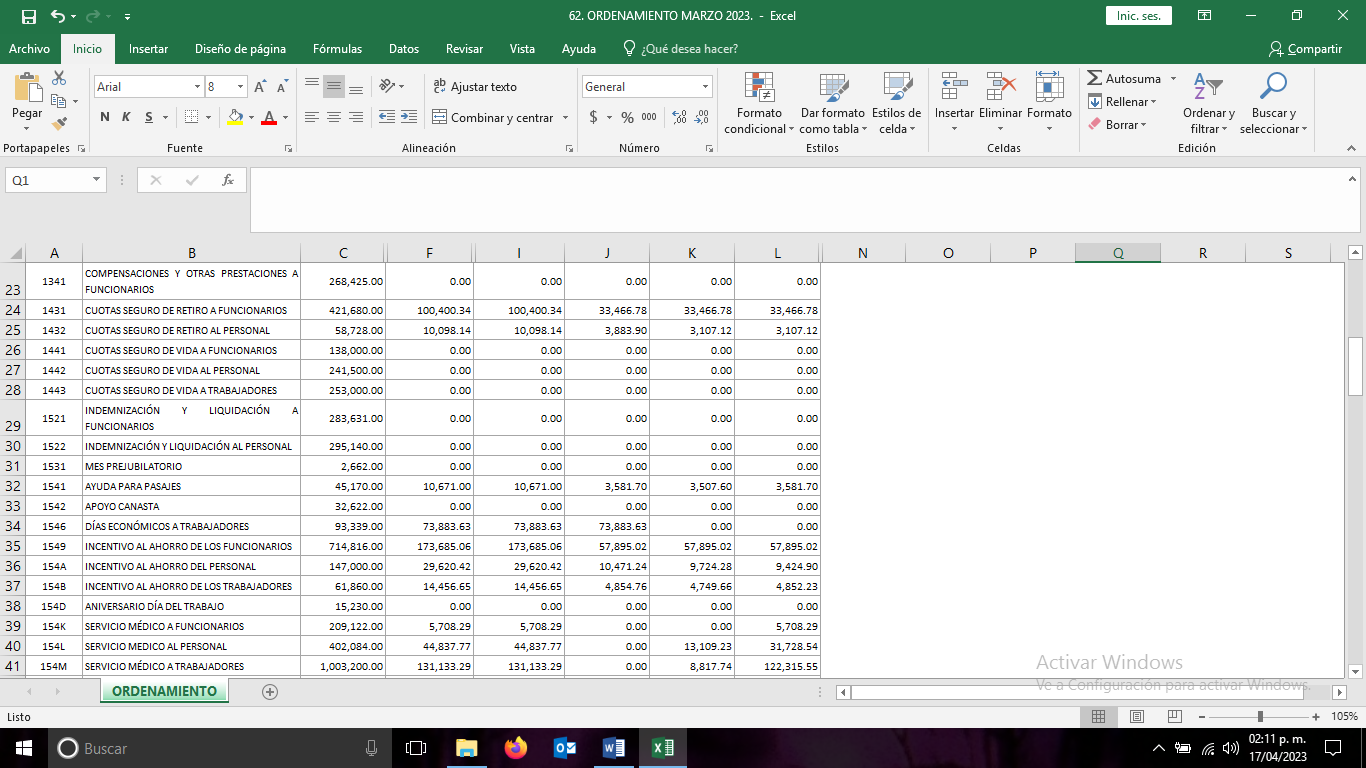 62. ORDENAMIENTO MARZO 2023. - Excel
Inic. ses.
Archivo Inicio Insertar Diseño de página Fórmulas Datos Revisar Vista Ayuda ¿Qué desea hacer? Compartir
Pegar
Portapapeles
Arial 8
N K S
Fuente
Ajustar texto
Combinar y centrar
Alineación
General
$ % 000
Número
Formato condicional
Dar formato como tabla
Estilos de celda
Estilos
Insertar Eliminar Formato
Celdas
Autosuma
Rellenar
Borrar
Ordenar y filtrar
Buscar y seleccionar
Edición
Q1 fx
A B C F I J K L N O P Q R S
23 1341 COMPENSACIONES Y OTRAS PRESTACIONES A FUNCIONARIOS 268,425.00 0.00 0.00 0.00 0.00 0.00
24 1431 CUOTAS SEGURO DE RETIRO A FUNCIONARIOS 421,680.00 100,400.34 100,400.34 33,466.78 33,466.78 33,466.78
25 1432 CUOTAS SEGURO DE RETIRO AL PERSONAL 58,728.00 10,098.14 10,098.14 3,883.90 3,107.12 3,107.12
26 1441 CUOTAS SEGURO DE VIDA A FUNCIONARIOS 138,000.00 0.00 0.00 0.00 0.00 0.00
27 1442 CUOTAS SEGURO DE VIDA AL PERSONAL 241,500.00 0.00 0.00 0.00 0.00 0.00
28 1443 CUOTAS SEGURO DE VIDA A TRABAJADORES 253,000.00 0.00 0.00 0.00 0.00 0.00
29 1521 INDEMNIZACIÓN Y LIQUIDACIÓN A FUNCIONARIOS 283,631.00 0.00 0.00 0.00 0.00 0.00
30 1522 INDEMNIZACIÓN Y LIQUIDACIÓN AL PERSONAL 295,140.00 0.00 0.00 0.00 0.00 0.00
31 1531 MES PREJUBILATORIO 2,662.00 0.00 0.00 0.00 0.00 0.00
32 1541 AYUDA PARA PASAJES 45,170.00 10,671.00 10,671.00 3,581.70 3,507.60 3,581.70
33 1542 APOYO CANASTA 32,622.00 0.00 0.00 0.00 0.00 0.00
34 1546 DÍAS ECONÓMICOS A TRABAJADORES 93,339.00 73,883.63 73,883.63 73,883.63 0.00 0.00
35 1549 INCENTIVO AL AHORRO DE LOS FUNCIONARIOS 714,816.00 173,685.06 173,685.06 57,895.02 57,895.02 57,895.02
36 154A INCENTIVO AL AHORRO DEL PERSONAL 147,000.00 29,620.42 29,620.42 10,471.24 9,724.28 9,424.90
37 154B INCENTIVO AL AHORRO DE LOS TRABAJADORES 61,860.00 14,456.65 14,456.65 4,854.76 4,749.66 4,852.23
38 154D ANIVERSARIO DÍA DEL TRABAJO 15,230.00 0.00 0.00 0.00 0.00 0.00
39 154K SERVICIO MÉDICO A FUNCIONARIOS 209,122.00 5,708.29 5,708.29 0.00 0.00 5,708.29
40 154L SERVICIO MEDICO AL PERSONAL 402,084.00 44,837.77 44,837.77 0.00 13,109.23 31,728.54
41 154M SERVICIO MÉDICO A TRABAJADORES 1,003,200.00 131,133.29 131,133.29 0.00 8,817.74 122,315.55
Activar Windows
Ve a Configuración para activar Windows.
ORDENAMIENTO
Listo
105%
Buscar
02:11 p. m.
17/04/2023